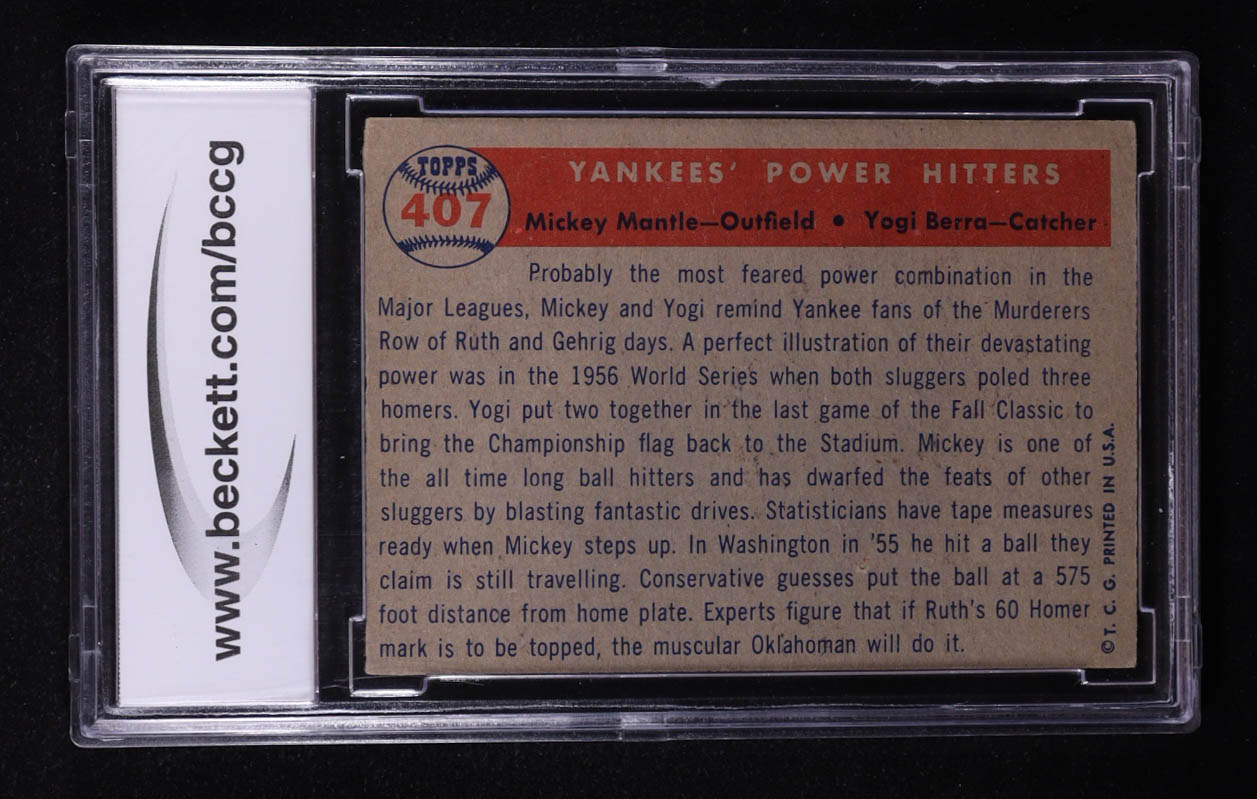 www.beckett.com/bccg
TOPPS
407
YANKEES' POWER HITTERS
Mickey Mantle—Outfield • Yogi Berra—Catcher
Probably the most feared power combination in the
Major Leagues, Mickey and Yogi remind Yankee fans of the Murderers
Row of Ruth and Gehrig days. A perfect illustration of their devastating
power was in the 1956 World Series when both sluggers poled three
homers. Yogi put two together in the last game of the Fall Classic to
bring the Championship flag back to the Stadium. Mickey is one of
the all time long ball hitters and has dwarfed the feats of other
sluggers by blasting fantastic drives. Statisticians have tape measures
ready when Mickey steps up. In Washington in '55 he hit a ball they
claim is still travelling. Conservative guesses put the ball at a 575
foot distance from home plate. Experts figure that if Ruth's 60 Homer
mark is to be topped, the muscular Oklahoman will do it.
©T. C. G. PRINTED IN U.S.A.